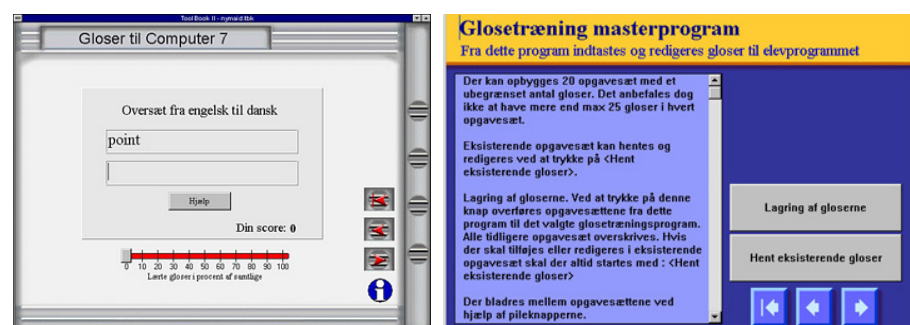 ToolBook II - nymaid.tbk
Gloser til Computer 7
Oversæt fra engelsk til dansk
point
Hjælp
Din score: 0
0 10 20 30 40 50 60 70 80 90 100
Lærte gloser i procent af samtlige
Glosetræning masterprogram
Fra dette program indtastes og redigeres gloser til elevprogrammet
Der kan opbygges 20 opgavesæt med et
ubegrænset antal gloser. Det anbefales dog
ikke at have mere end max 25 gloser i hvert
opgavesæt.
Eksisterende opgavesæt kan hentes og
redigeres ved at trykke på <Hent
eksisterende gloser>.
Lagring af gloserne. Ved at trykke på denne
knap overføres opgavesættene fra dette
program til det valgte glosetræningsprogram.
Alle tidligere opgavesæt overskrives. Hvis
der skal tilføjes eller redigeres i eksisterende
opgavesæt skal der altid startes med : <Hent
eksisterende gloser>
Der bladres mellem opgavesættene ved
hjælp af pileknapperne.
Lagring af gloserne
Hent eksisterende gloser